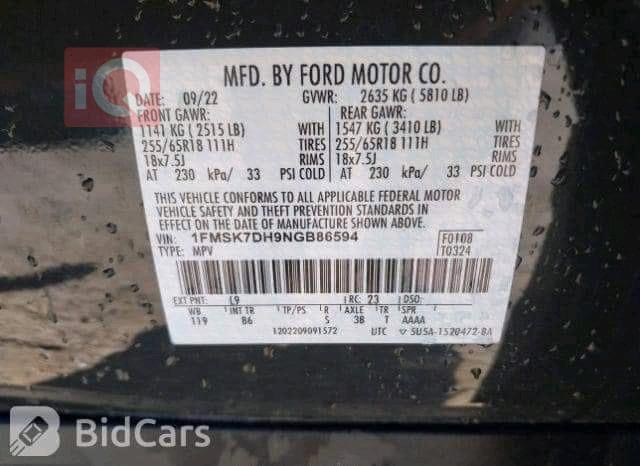 iQ
MFD. BY FORD MOTOR CO.
DATE: 09/22 GVWR: 2635 KG ( 5810 LB)
FRONT GAWR: REAR GAWR:
1141 KG ( 2515 LB) WITH 1547 KG ( 3410 LB) WITH
255/65R18 111H TIRES 255/65R18 111H TIRES
18x7.5J RIMS 18x7.5J RIMS
AT 230 kPa/ 33 PSI COLD AT 230 kPa/ 33 PSI COLD
THIS VEHICLE CONFORMS TO ALL APPLICABLE FEDERAL MOTOR
VEHICLE SAFETY AND THEFT PREVENTION STANDARDS IN
EFFECT ON THE DATE OF MANUFACTURE SHOWN ABOVE.
VIN: 1FMSK7DH9NGB86594 F0108
TYPE: MPV T0324
EXT PNT: L9 RC: 23 DSO:
WB INT TR TP/PS R AXLE TR SPR
119 B6 S 3B T AAAA
1202209091572 UTC 5U5A-1520472-BA
BidCars